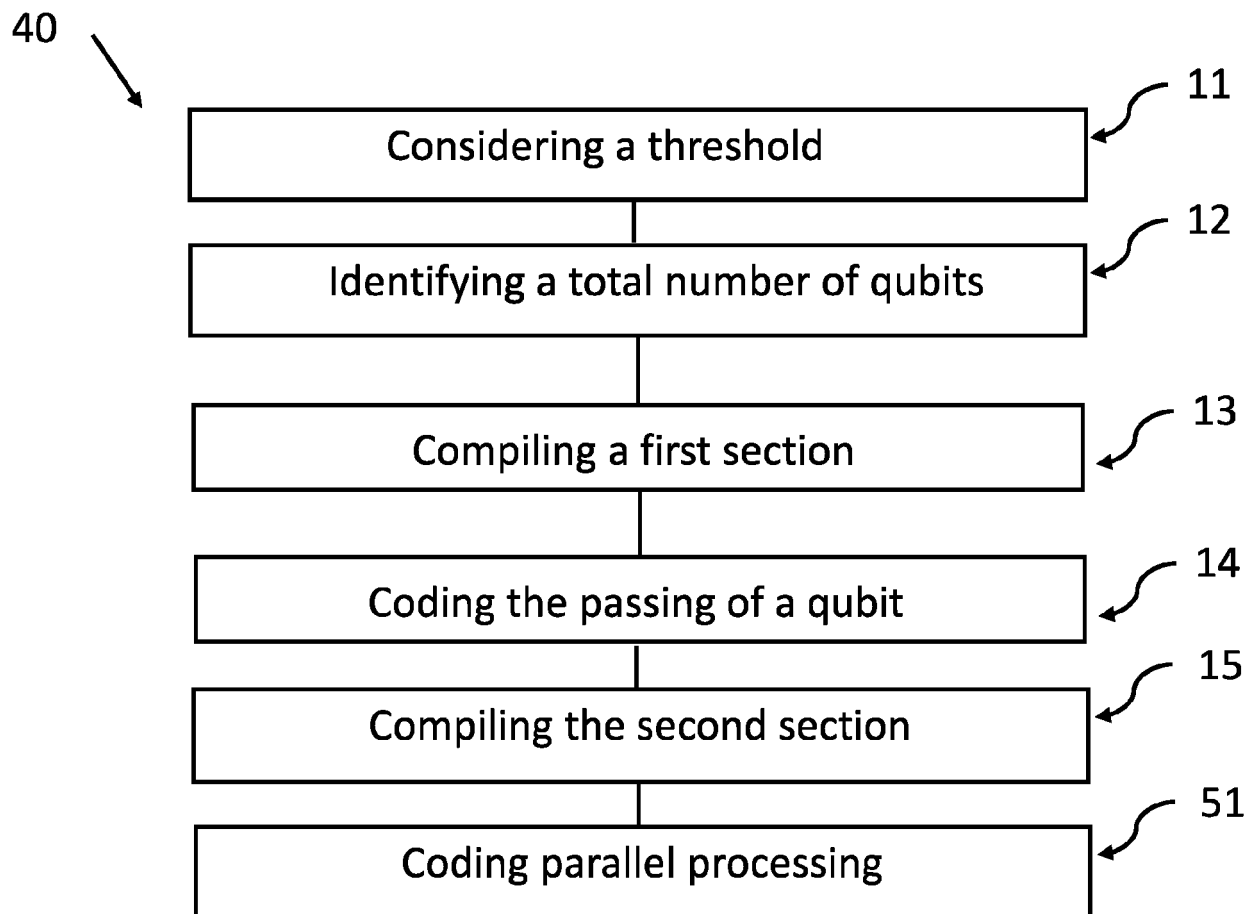 40
11
Considering a threshold
12
Identifying a total number of qubits
13
Compiling a first section
14
Coding the passing of a qubit
15
Compiling the second section
51
Coding parallel processing